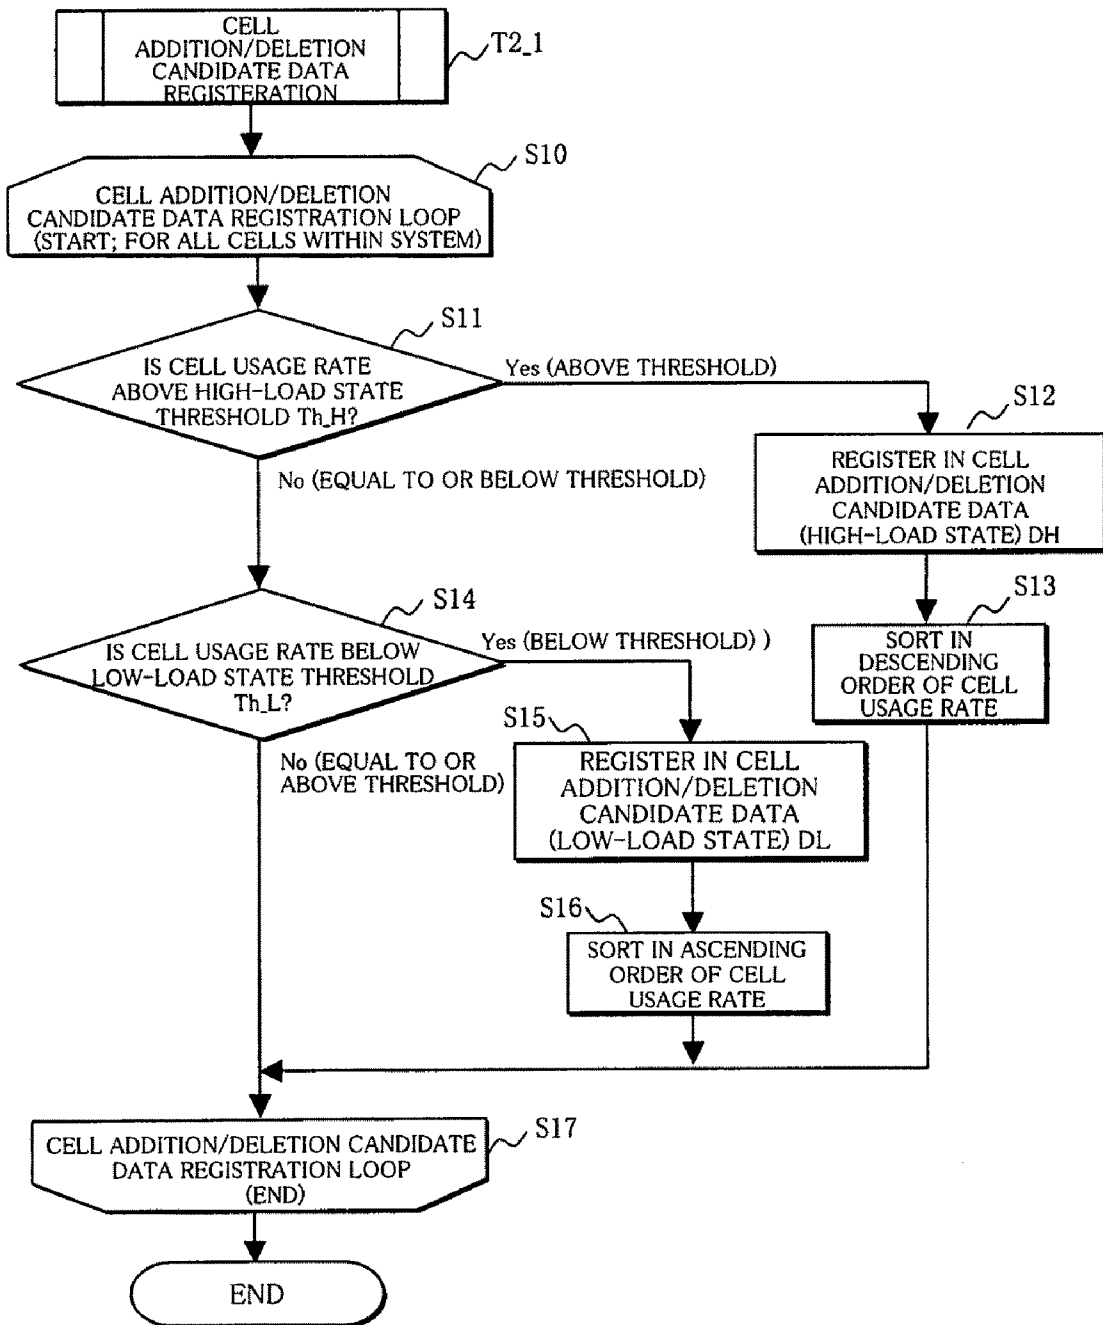 CELL
ADDITION/DELETION
CANDIDATE DATA
REGISTERATION
T2_1
S10
CELL ADDITION/DELETION
CANDIDATE DATA REGISTRATION LOOP
(START; FOR ALL CELLS WITHIN SYSTEM)
S11
IS CELL USAGE RATE
ABOVE HIGH-LOAD STATE
THRESHOLD Th_H?
Yes (ABOVE THRESHOLD)
No (EQUAL TO OR BELOW THRESHOLD)
S12
REGISTER IN CELL
ADDITION/DELETION
CANDIDATE DATA
(HIGH-LOAD STATE) DH
S13
SORT IN
DESCENDING
ORDER OF CELL
USAGE RATE
S14
IS CELL USAGE RATE BELOW
LOW-LOAD STATE THRESHOLD
Th_L?
Yes (BELOW THRESHOLD) )
No (EQUAL TO OR
ABOVE THRESHOLD)
S15
REGISTER IN CELL
ADDITION/DELETION
CANDIDATE DATA
(LOW-LOAD STATE) DL
S16
SORT IN ASCENDING
ORDER OF CELL
USAGE RATE
S17
CELL ADDITION/DELETION CANDIDATE
DATA REGISTRATION LOOP
(END)
END